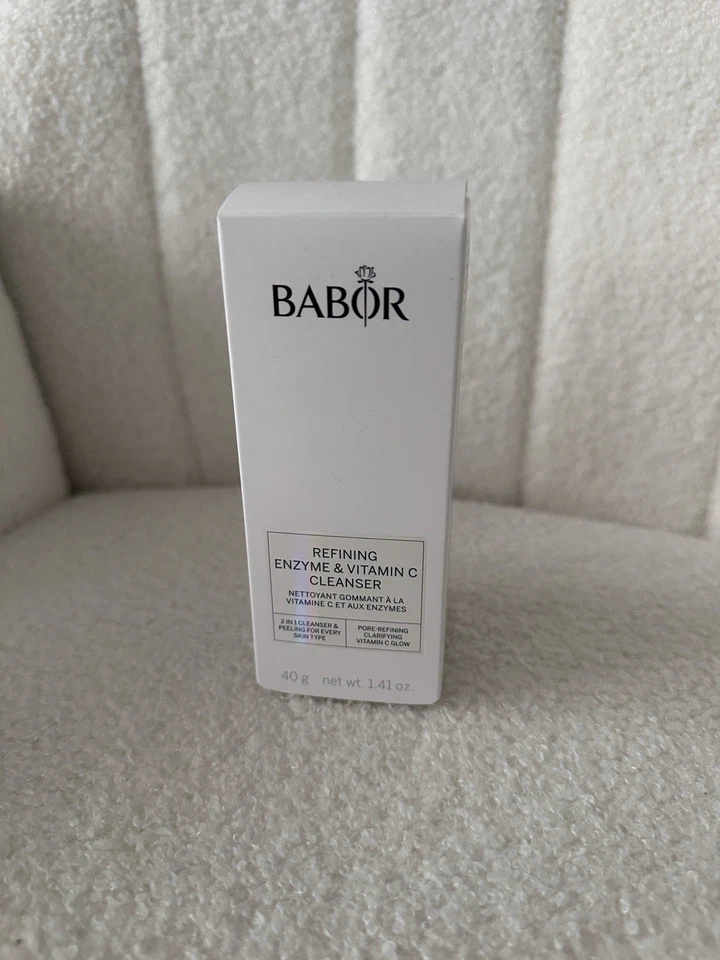 BABOR
REFINING
ENZYME & VITAMIN C
CLEANSER
NETTOYANT GOMMANT À LA
VITAMINE C ET AUX ENZYMES
2 IN 1 CLEANSER &
PEELING FOR EVERY
SKIN TYPE
PORE-REFINING
CLARIFYING
VITAMIN C GLOW
40 g net wt. 1.41 oz.